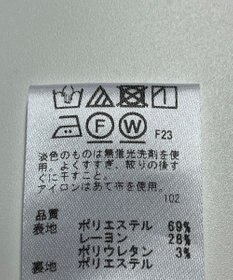 F W F23
淡色のものは無蛍光洗剤を使
用。よくすすぎ、絞りの後す
ぐに干すこと。
アイロンはあて布を使用。
102
品質
表地 ポリエステル 69%
レーヨン 28%
ポリウレタン 3%
裏地 ポリエステル